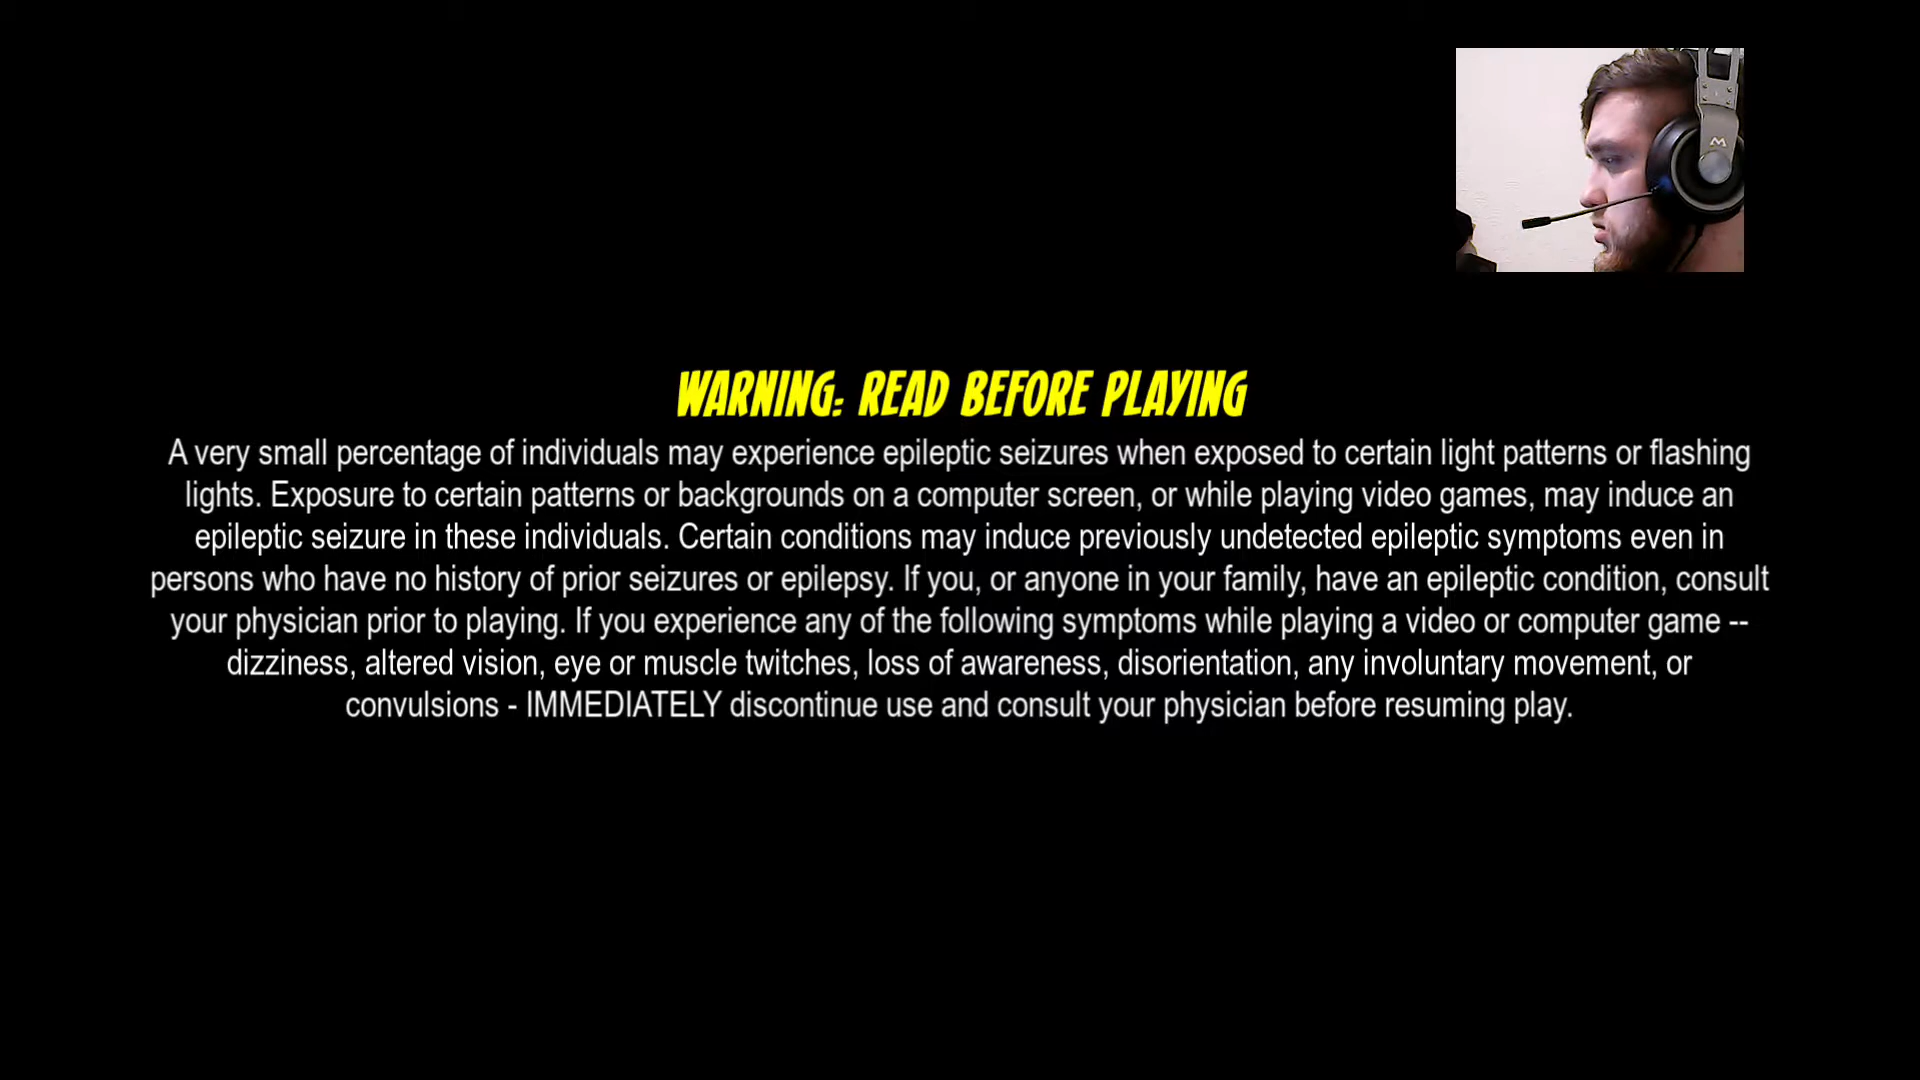 WARNING: READ BEFORE PLAYING
A very small percentage of individuals may experience epileptic seizures when exposed to certain light patterns or flashing
lights. Exposure to certain patterns or backgrounds on a computer screen, or while playing video games, may induce an
epileptic seizure in these individuals. Certain conditions may induce previously undetected epileptic symptoms even in
persons who have no history of prior seizures or epilepsy. If you, or anyone in your family, have an epileptic condition, consult
your physician prior to playing. If you experience any of the following symptoms while playing a video or computer game --
dizziness, altered vision, eye or muscle twitches, loss of awareness, disorientation, any involuntary movement, or
convulsions - IMMEDIATELY discontinue use and consult your physician before resuming play.